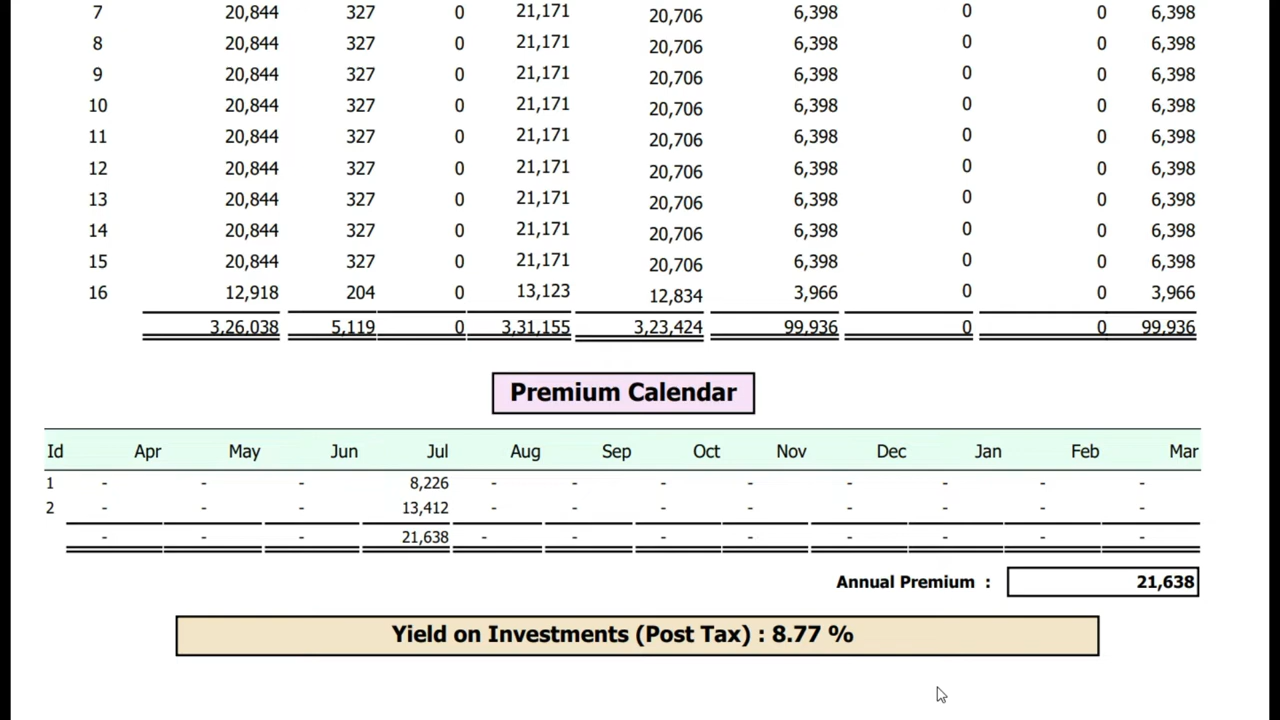 7 20,844 327 0 21,171 20,706 6,398 0 0 6,398
8 20,844 327 0 21,171 20,706 6,398 0 0 6,398
9 20,844 327 0 21,171 20,706 6,398 0 0 6,398
10 20,844 327 0 21,171 20,706 6,398 0 0 6,398
11 20,844 327 0 21,171 20,706 6,398 0 0 6,398
12 20,844 327 0 21,171 20,706 6,398 0 0 6,398
13 20,844 327 0 21,171 20,706 6,398 0 0 6,398
14 20,844 327 0 21,171 20,706 6,398 0 0 6,398
15 20,844 327 0 21,171 20,706 6,398 0 0 6,398
16 12,918 204 0 13,123 12,834 3,966 0 0 3,966
3,26,038 5,119 0 3,31,155 3,23,424 99,936 0 0 99,936
Premium Calendar
Id Apr May Jun Jul Aug Sep Oct Nov Dec Jan Feb Mar
1 - - - 8,226 - - - - - - - -
2 - - - 13,412 - - - - - - - -
- - - 21,638 - - - - - - - -
Annual Premium : 21,638
Yield on Investments (Post Tax) : 8.77 %